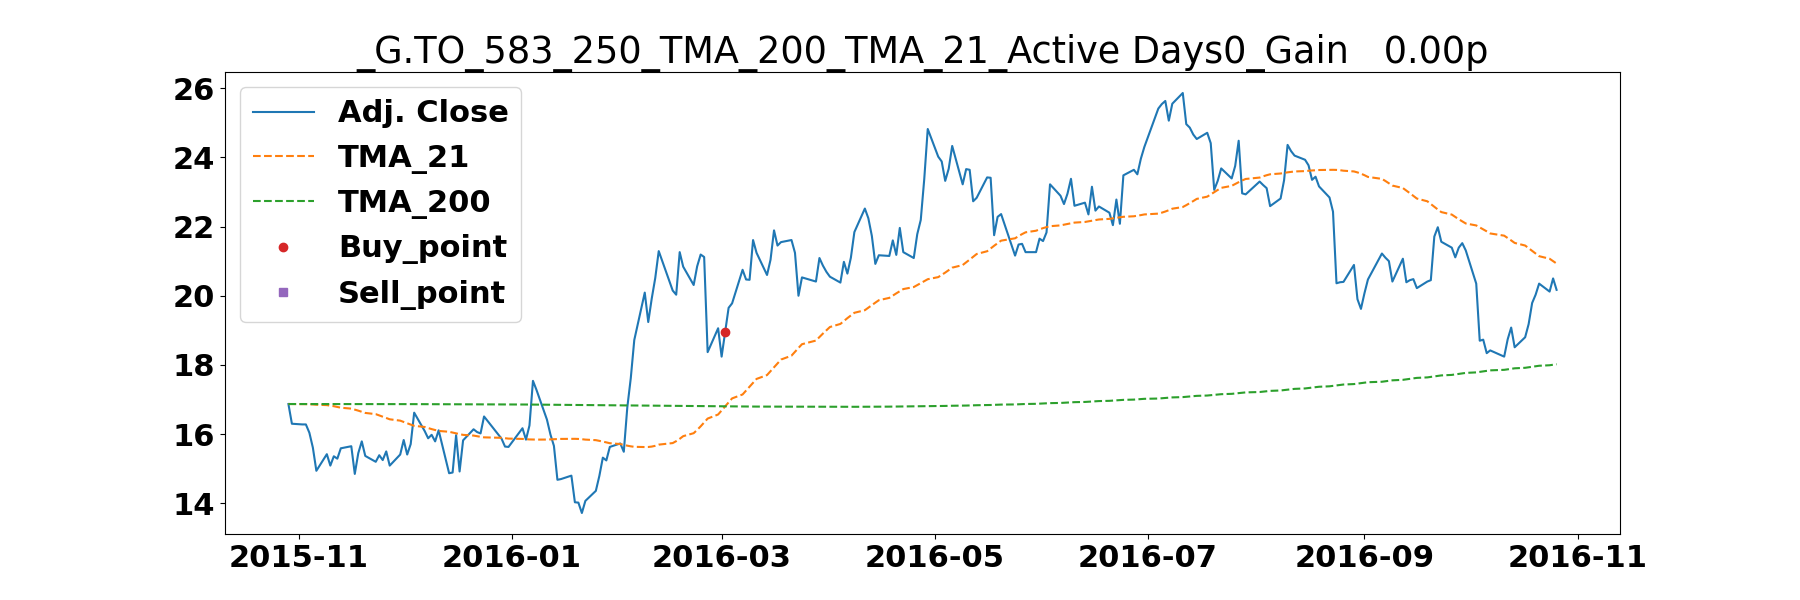 _G.TO_583_250_TMA_200_TMA_21_Active Days0_Gain   0.00p
26
24
22
20
18
16
14
Adj. Close
TMA_21
TMA_200
Buy_point
Sell_point
2015-11 2016-01 2016-03 2016-05 2016-07 2016-09 2016-11